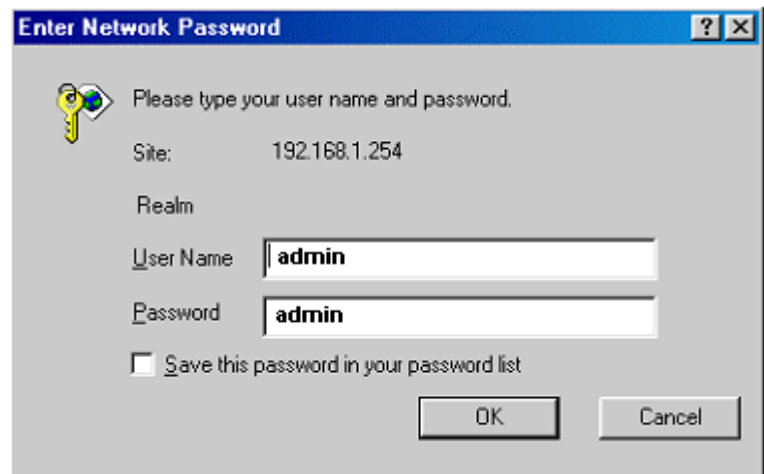 Enter Network Password
Please type your user name and password.
Site: 192.168.1.254
Realm
User Name admin
Password admin
Save this password in your password list
OK Cancel